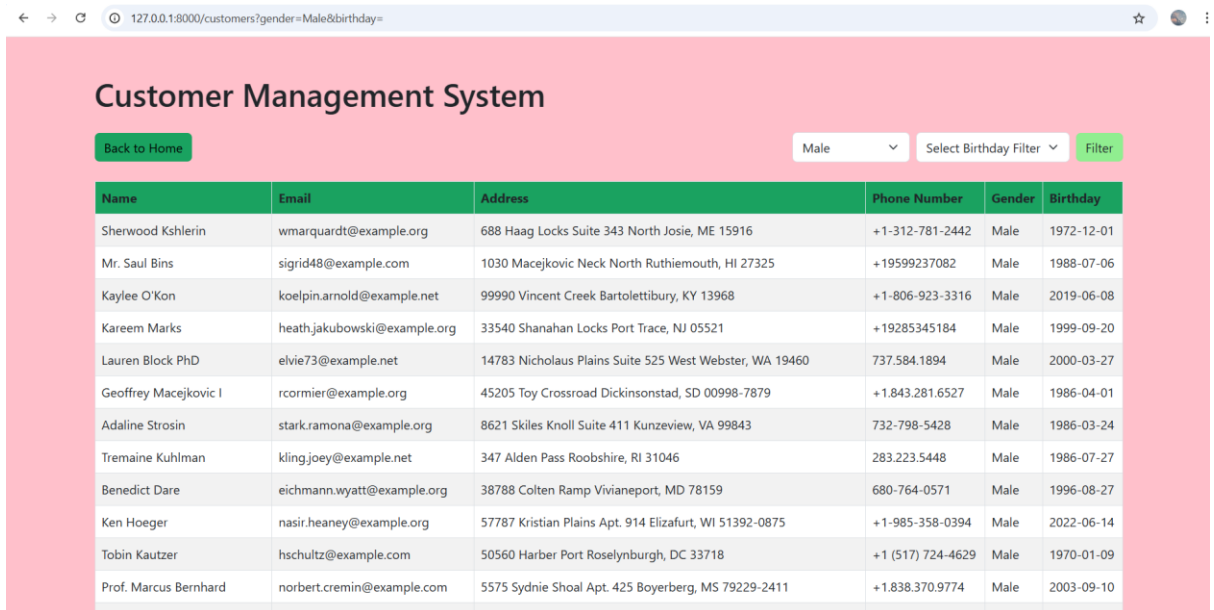 127.0.0.1:8000/customers?gender=Male&birthday=
Customer Management System
Back to Home Male Select Birthday Filter Filter
Name Email Address Phone Number Gender Birthday
Sherwood Kshlerin wmarquardt@example.org 688 Haag Locks Suite 343 North Josie, ME 15916 +1-312-781-2442 Male 1972-12-01
Mr. Saul Bins sigrid48@example.com 1030 Macejkovic Neck North Ruthiemouth, HI 27325 +19599237082 Male 1988-07-06
Kaylee O'Kon koelpin.arnold@example.net 99990 Vincent Creek Bartolettibury, KY 13968 +1-806-923-3316 Male 2019-06-08
Kareem Marks heath.jakubowski@example.org 33540 Shanahan Locks Port Trace, NJ 05521 +19285345184 Male 1999-09-20
Lauren Block PhD elvie73@example.net 14783 Nicholaus Plains Suite 525 West Webster, WA 19460 737.584.1894 Male 2000-03-27
Geoffrey Macejkovic I rcormier@example.org 45205 Toy Crossroad Dickinsonstad, SD 00998-7879 +1.843.281.6527 Male 1986-04-01
Adaline Strosin stark.ramona@example.org 8621 Skiles Knoll Suite 411 Kunzeview, VA 99843 732-798-5428 Male 1986-03-24
Tremaine Kuhlman kling.joey@example.net 347 Alden Pass Roobshire, RI 31046 283.223.5448 Male 1986-07-27
Benedict Dare eichmann.wyatt@example.org 38788 Colten Ramp Vivianeport, MD 78159 680-764-0571 Male 1996-08-27
Ken Hoeger nasir.heaney@example.org 57787 Kristian Plains Apt. 914 Elizafurt, WI 51392-0875 +1-985-358-0394 Male 2022-06-14
Tobin Kautzer hschultz@example.com 50560 Harber Port Roselynburgh, DC 33718 +1 (517) 724-4629 Male 1970-01-09
Prof. Marcus Bernhard norbert.cremin@example.com 5575 Sydnie Shoal Apt. 425 Boyerberg, MS 79229-2411 +1.838.370.9774 Male 2003-09-10